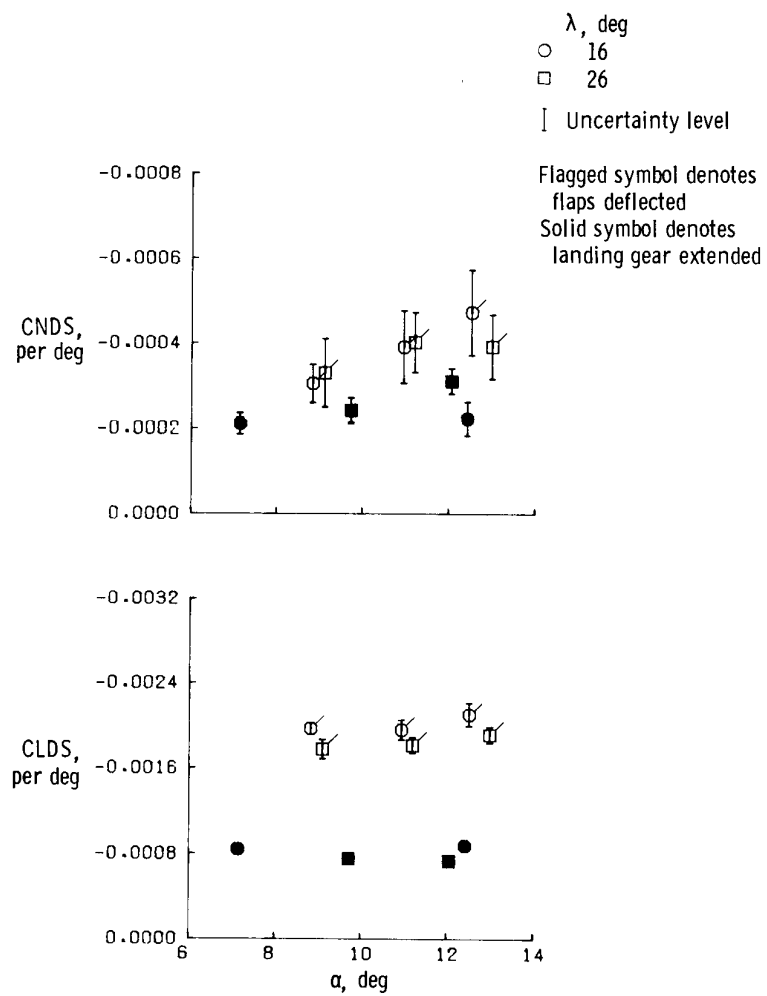 λ, deg
16
26
Uncertainty level
Flagged symbol denotes
flaps deflected
Solid symbol denotes
landing gear extended
-0.0008
-0.0006
-0.0004
-0.0002
0.0000
CNDS,
per deg
-0.0032
-0.0024
-0.0016
-0.0008
0.0000
CLDS,
per deg
6 8 10 12 14
α, deg